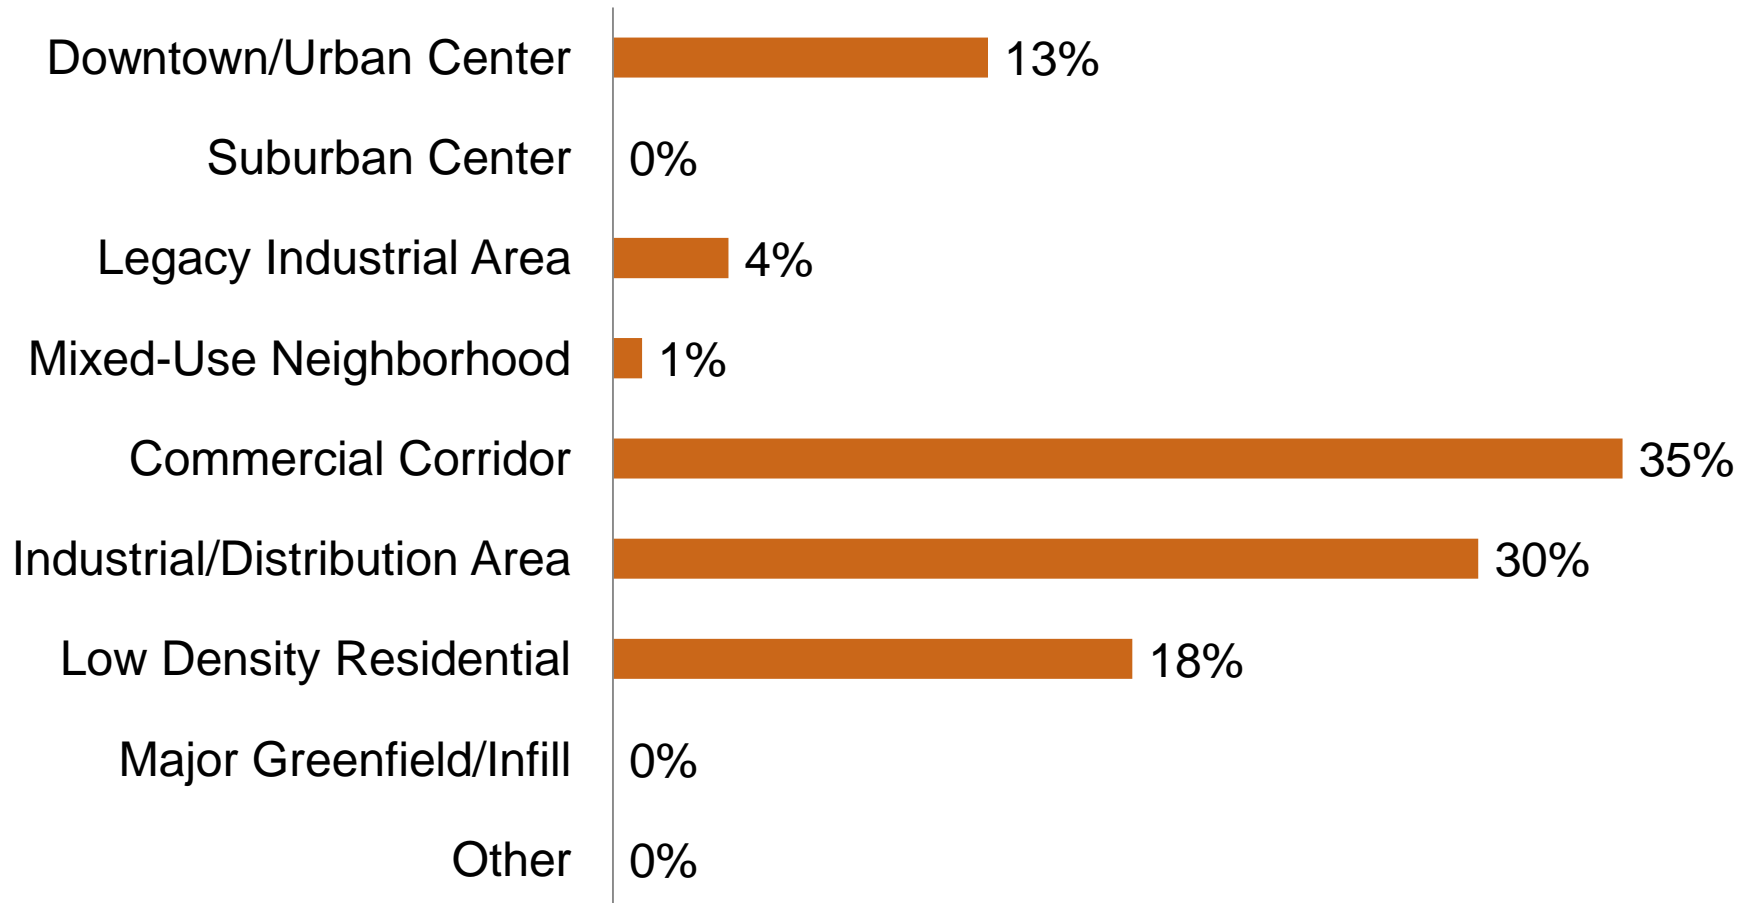 Downtown/Urban Center 13%
Suburban Center 0%
Legacy Industrial Area 4%
Mixed-Use Neighborhood 1%
Commercial Corridor 35%
Industrial/Distribution Area 30%
Low Density Residential 18%
Major Greenfield/Infill 0%
Other 0%